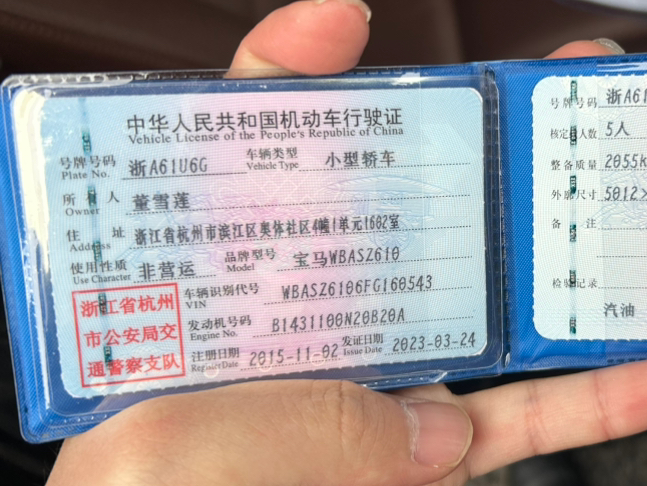 中华人民共和国机动车行驶证
Vehicle License of the People's Republic of China
号牌号码 浙A61U6G 车辆类型 小型轿车
Plate No. Vehicle Type
所有人 董雪莲
Owner
住址 浙江省杭州市滨江区奥体社区4幢1单元1602室
Address
使用性质 非营运 品牌型号 宝马WBASZ610
Use Character Model
车辆识别代号 WBASZ6106FG160543
VIN
发动机号码 B1431100N20B20A
Engine No.
注册日期 2015-11-02 发证日期 2023-03-24
Register Date Issue Date
浙江省杭州
市公安局交
通警察支队
号牌号码 浙A61
核定人数 5人
整备质量 2055k
外廓尺寸 5012×
备注
检验记录
汽油